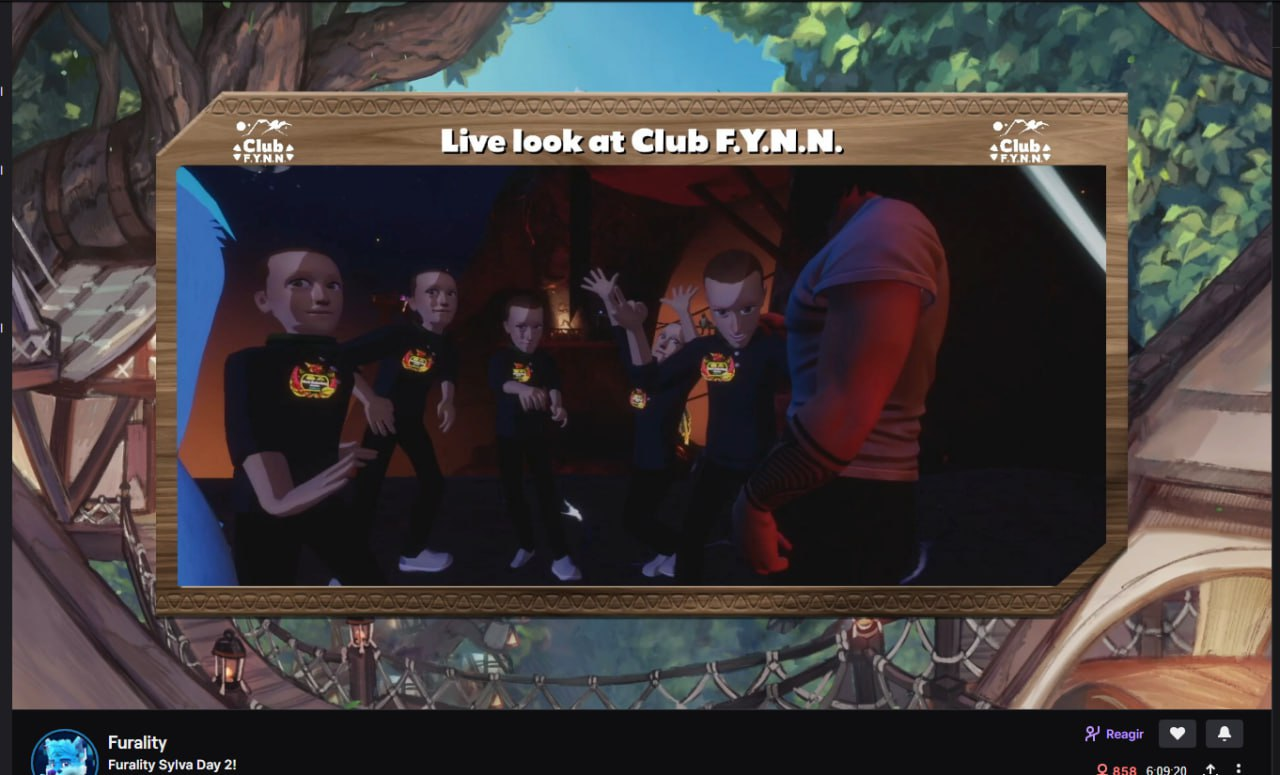 Live look at Club F.Y.N.N.
Club
F.Y.N.N.
Club
F.Y.N.N.
Furality
Furality Sylva Day 2!
Reagir
858 6:09:20